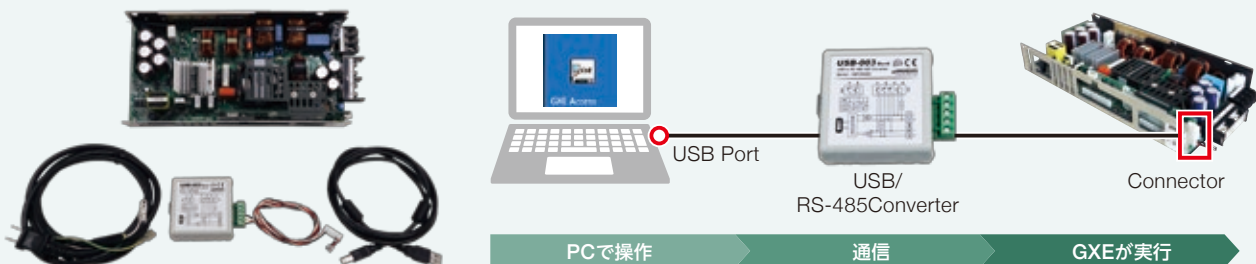 GXE Access
USB-003
USB Port
USB/
RS-485Converter
Connector
PCで操作
通信
GXEが実行